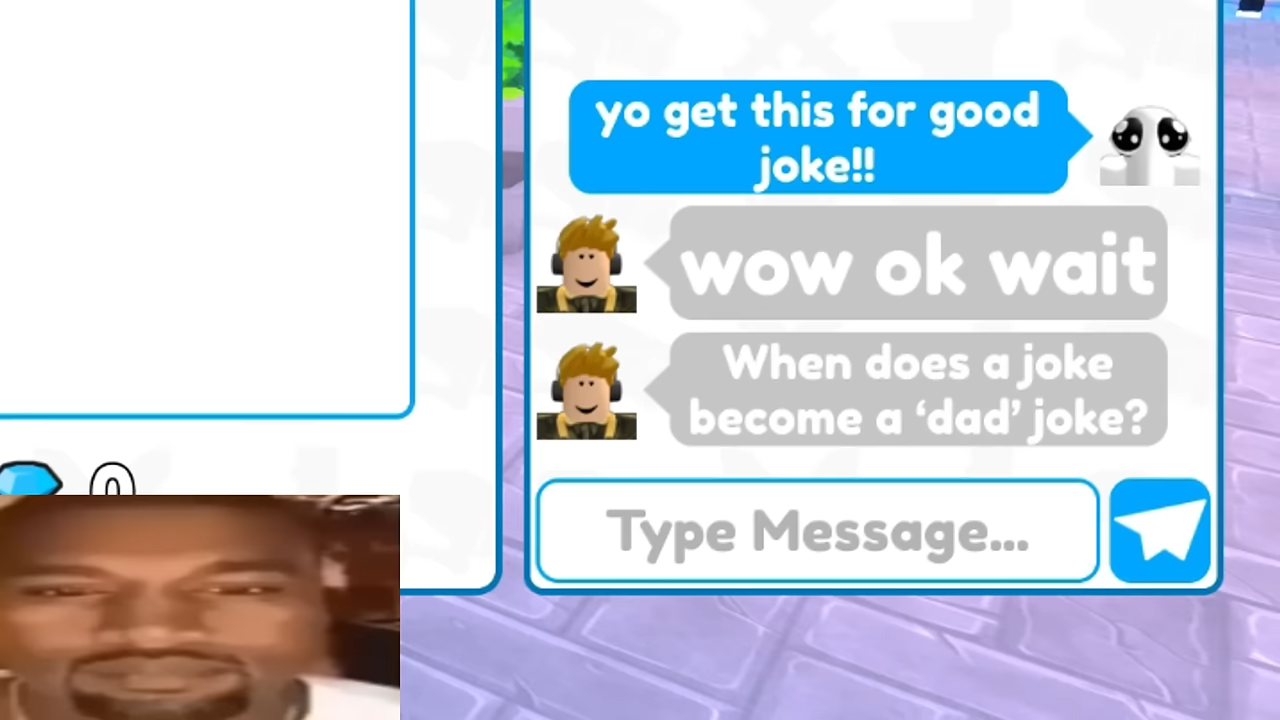 yo get this for good
joke!!
wow ok wait
When does a joke
become a ‘dad’ joke?
0
Type Message...